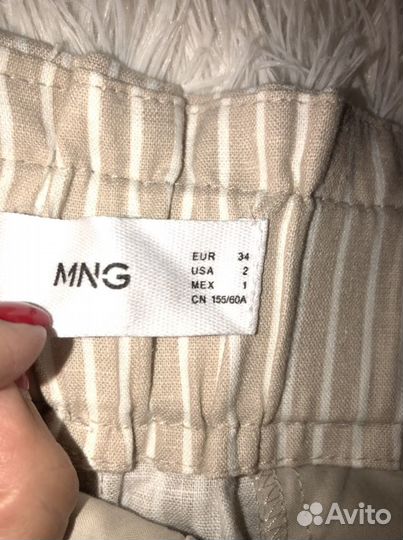 MNG
EUR 34
USA 2
MEX 1
CN 155/60A
Avito